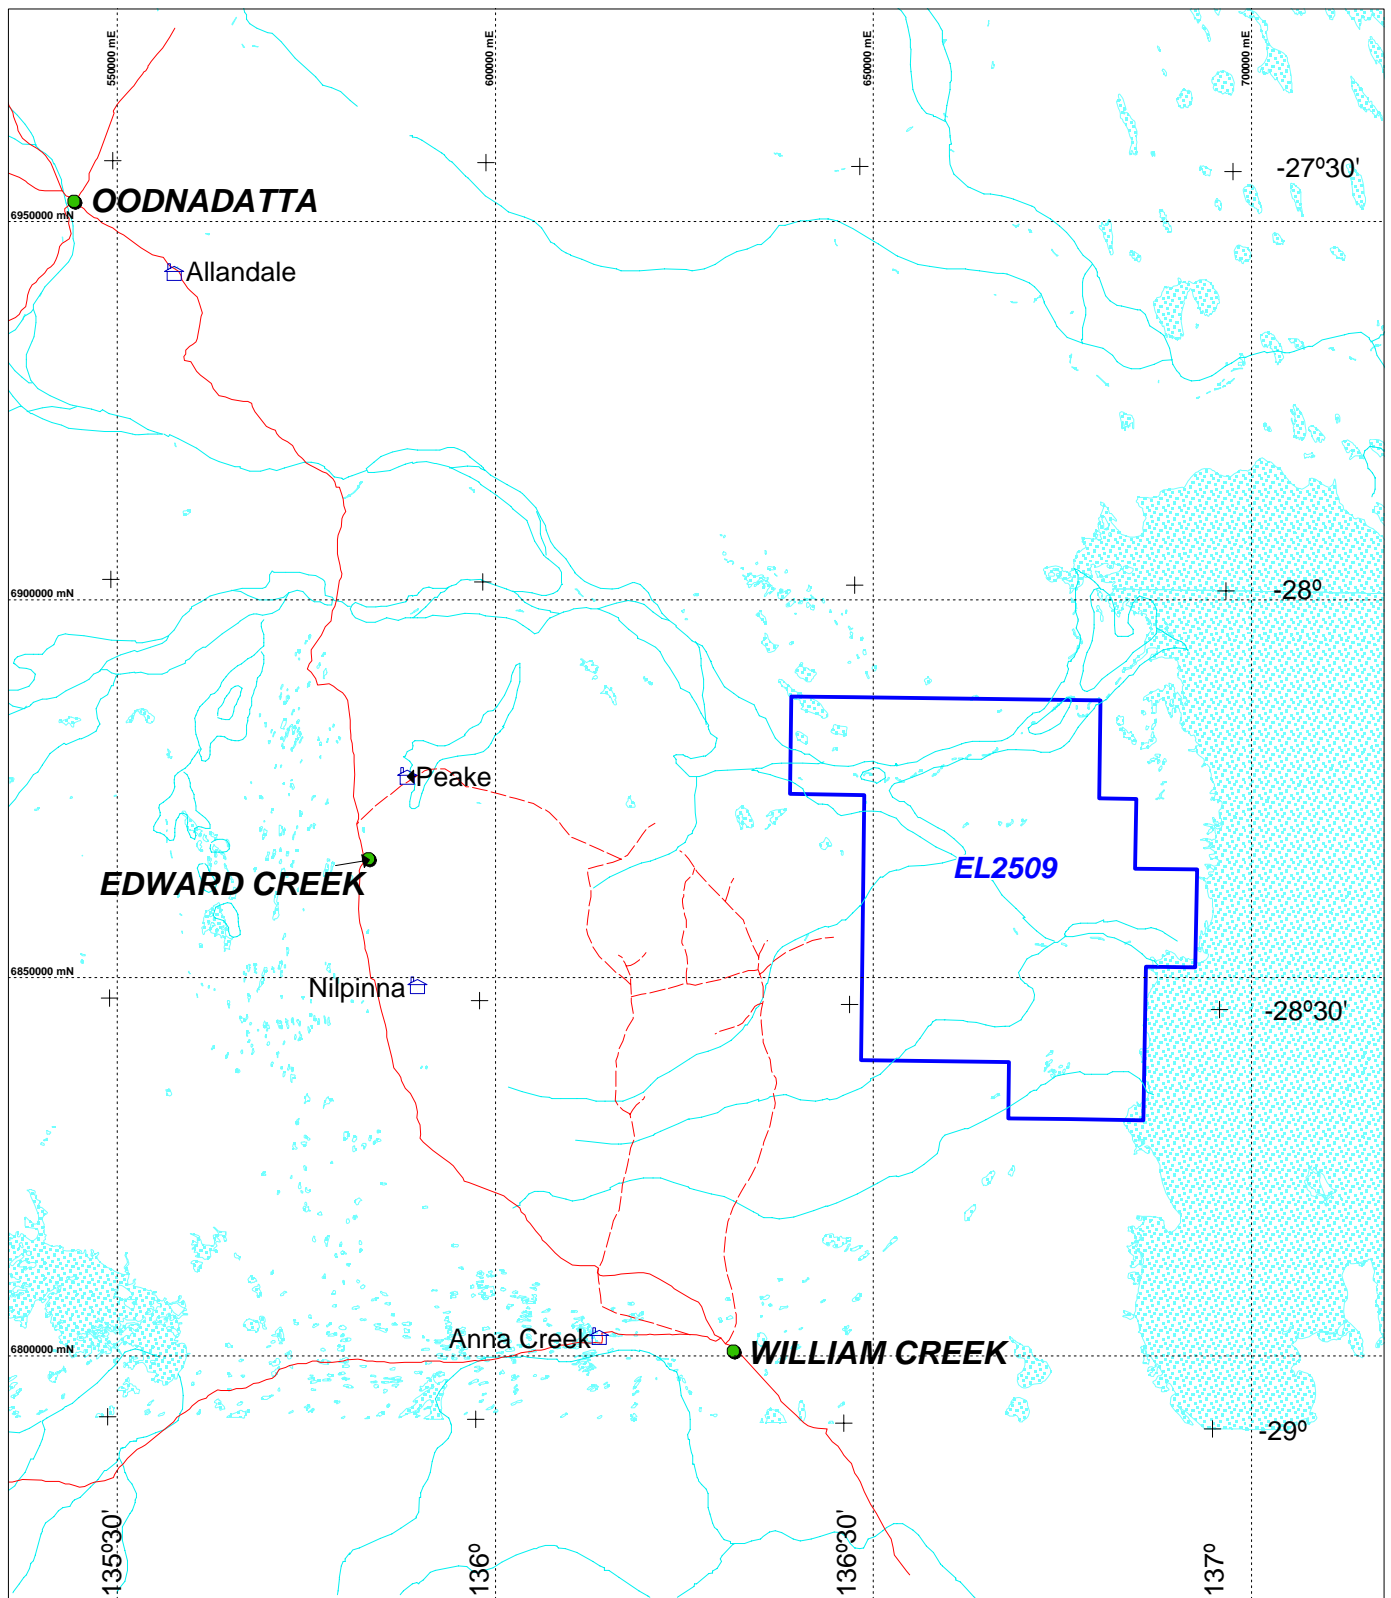 550000 mE
600000 mE
650000 mE
700000 mE
-27º30'
OODNADATTA
6950000 mN
Allandale
-28º
6900000 mN
Peake
EL2509
EDWARD CREEK
6850000 mN
Nilpinna
-28º30'
Anna Creek
WILLIAM CREEK
6800000 mN
-29º
135º30'
136º
136º30'
137º